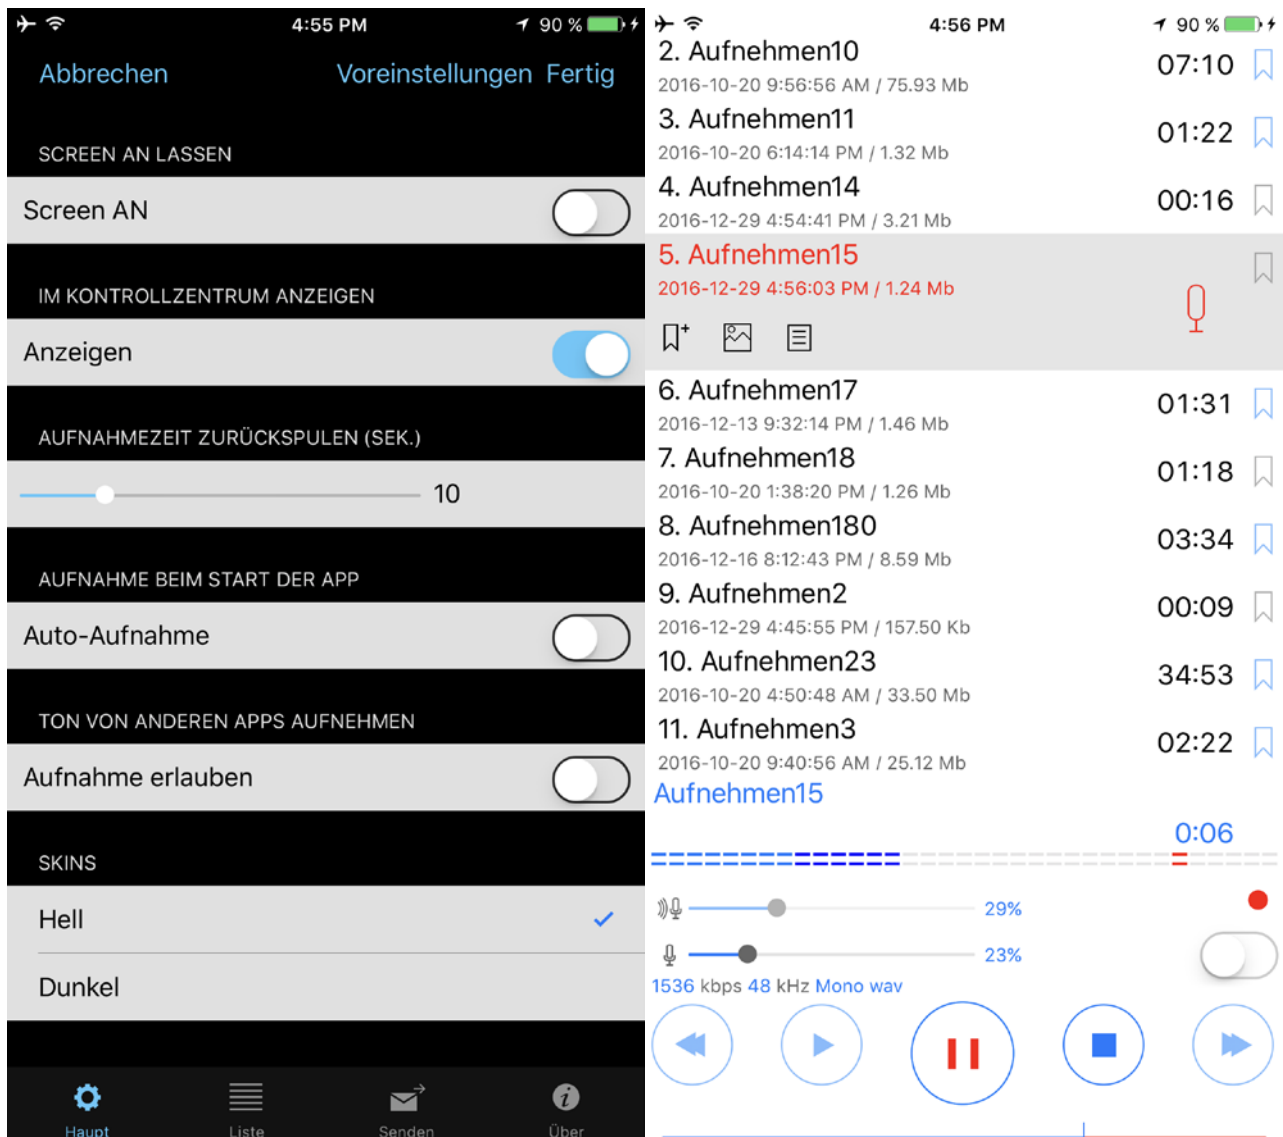 4:55 PM
90 %
Abbrechen
Voreinstellungen
Fertig
SCREEN AN LASSEN
Screen AN
IM KONTROLLZENTRUM ANZEIGEN
Anzeigen
AUFNAHMEZEIT ZURÜCKSPULEN (SEK.)
10
AUFNAHME BEIM START DER APP
Auto-Aufnahme
TON VON ANDEREN APPS AUFNEHMEN
Aufnahme erlauben
SKINS
Hell
Dunkel
Haupt
Liste
Senden
Über
4:56 PM
90 %
2. Aufnehmen10
07:10
2016-10-20 9:56:56 AM / 75.93 Mb
3. Aufnehmen11
01:22
2016-10-20 6:14:14 PM / 1.32 Mb
4. Aufnehmen14
00:16
2016-12-29 4:54:41 PM / 3.21 Mb
5. Aufnehmen15
2016-12-29 4:56:03 PM / 1.24 Mb
6. Aufnehmen17
01:31
2016-12-13 9:32:14 PM / 1.46 Mb
7. Aufnehmen18
01:18
2016-10-20 1:38:20 PM / 1.26 Mb
8. Aufnehmen180
03:34
2016-12-16 8:12:43 PM / 8.59 Mb
9. Aufnehmen2
00:09
2016-12-29 4:45:55 PM / 157.50 Kb
10. Aufnehmen23
34:53
2016-10-20 4:50:48 AM / 33.50 Mb
11. Aufnehmen3
02:22
2016-10-20 9:40:56 AM / 25.12 Mb
Aufnehmen15
0:06
29%
23%
1536 kbps 48 kHz Mono wav